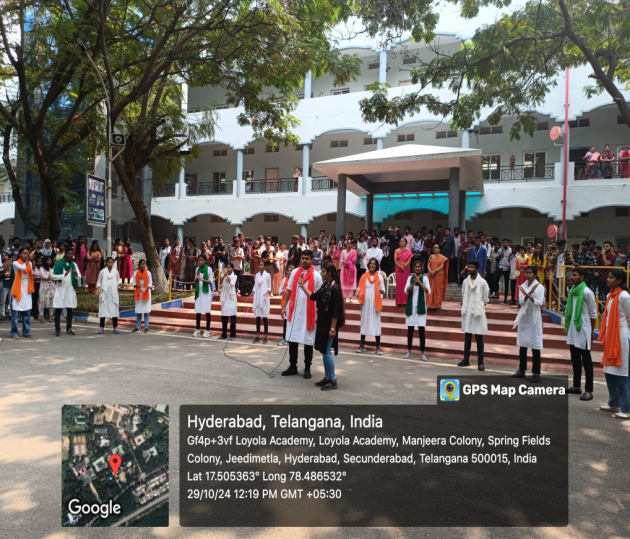 GPS Map Camera
Hyderabad, Telangana, India
Gf4p+3vf Loyola Academy, Loyola Academy, Manjeera Colony, Spring Fields
Colony, Jeedimetla, Hyderabad, Secunderabad, Telangana 500015, India
Lat 17.505363° Long 78.486532°
29/10/24 12:19 PM GMT +05:30
Google